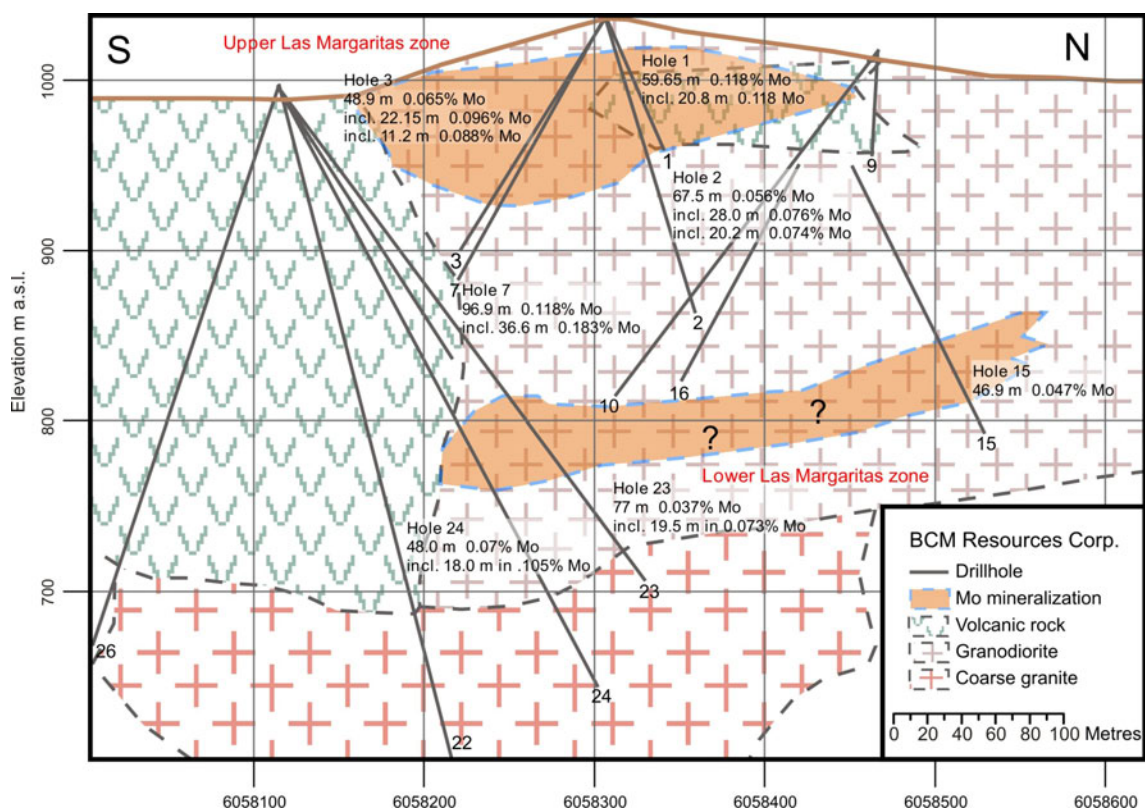 S
N
Upper Las Margaritas zone
Hole 3
48.9 m 0.065% Mo
incl. 22.15 m 0.096% Mo
incl. 11.2 m 0.088% Mo
Hole 1
59.65 m 0.118% Mo
incl. 20.8 m 0.118 Mo
1
9
Hole 2
67.5 m 0.056% Mo
incl. 28.0 m 0.076% Mo
incl. 20.2 m 0.074% Mo
3
7
Hole 7
96.9 m 0.118% Mo
incl. 36.6 m 0.183% Mo
2
10
16
Hole 15
46.9 m 0.047% Mo
15
?
?
Lower Las Margaritas zone
Hole 23
77 m 0.037% Mo
incl. 19.5 m in 0.073% Mo
Hole 24
48.0 m 0.07% Mo
incl. 18.0 m in .105% Mo
23
26
24
22
Elevation m a.s.l.
1000
900
800
700
BCM Resources Corp.
Drillhole
Mo mineralization
Volcanic rock
Granodiorite
Coarse granite
0 20 40 60 80 100 Metres
6058100 6058200 6058300 6058400 6058500 6058600